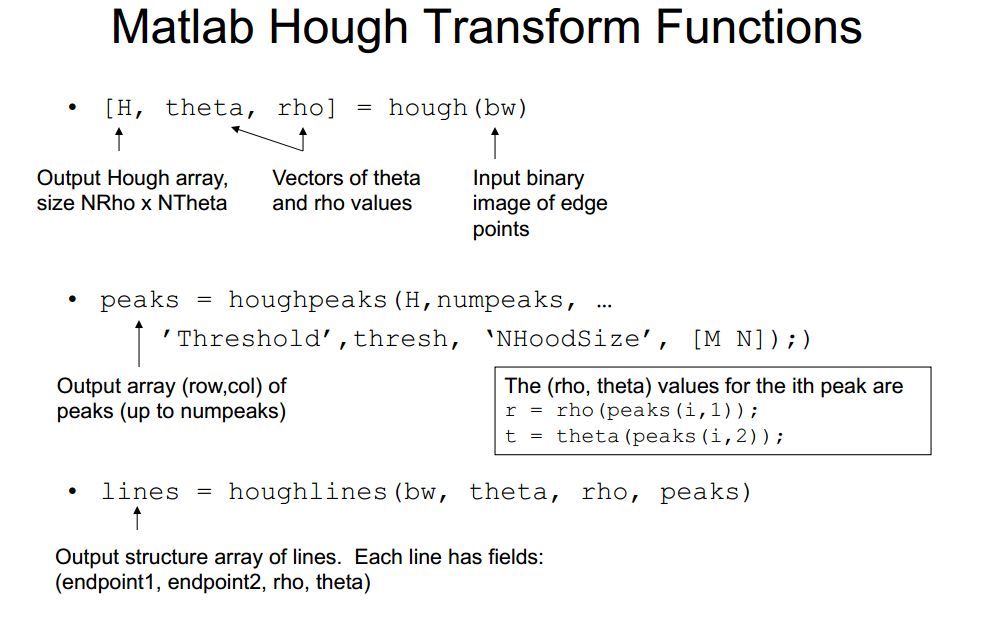 Matlab Hough Transform Functions
• [H, theta, rho] = hough(bw)
Output Hough array,
size NRho x NTheta
Vectors of theta
and rho values
Input binary
image of edge
points
• peaks = houghpeaks(H,numpeaks, …
’Threshold’,thresh, ‘NHoodSize’, [M N]);)
Output array (row,col) of
peaks (up to numpeaks)
The (rho, theta) values for the ith peak are
r = rho(peaks(i,1));
t = theta(peaks(i,2));
• lines = houghlines(bw, theta, rho, peaks)
Output structure array of lines.  Each line has fields:
(endpoint1, endpoint2, rho, theta)